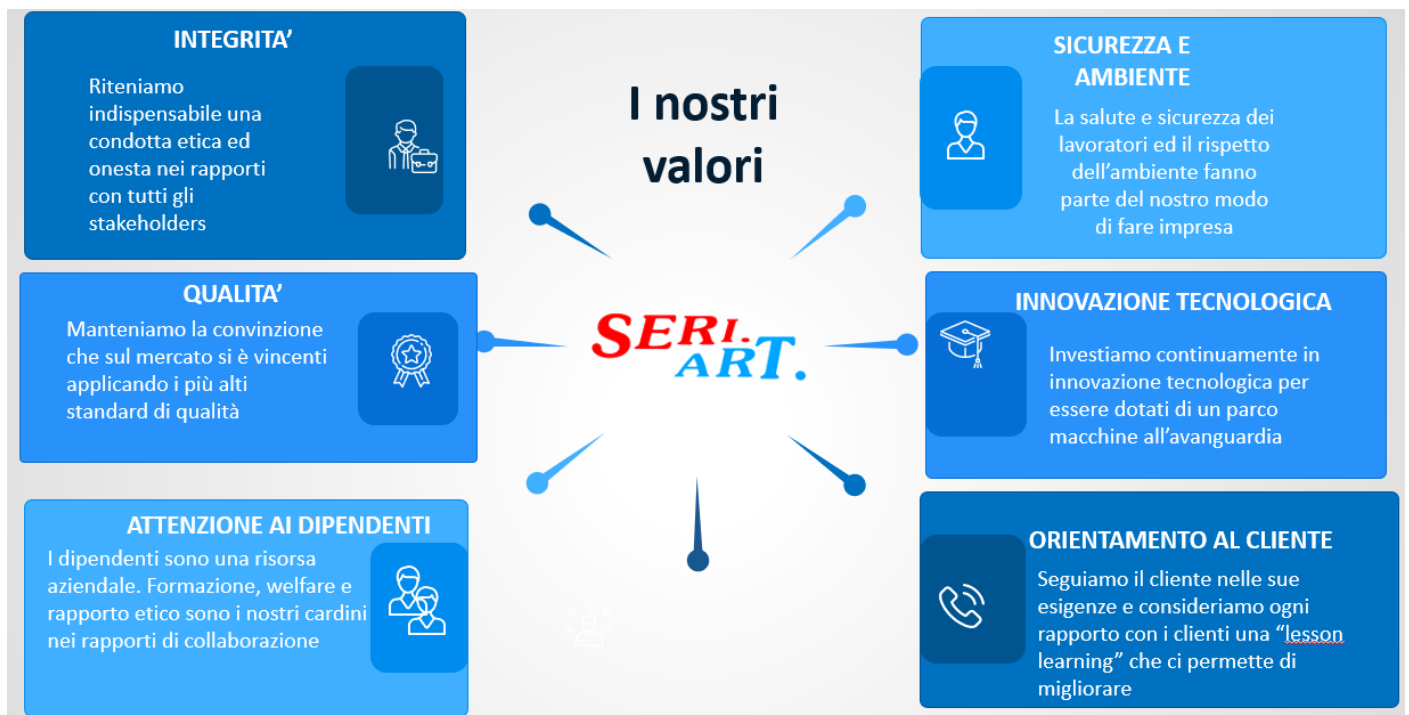 I nostri
valori
INTEGRITA’
Riteniamo
indispensabile una
condotta etica ed
onesta nei rapporti
con tutti gli
stakeholders
QUALITA’
Manteniamo la convinzione
che sul mercato si è vincenti
applicando i più alti
standard di qualità
ATTENZIONE AI DIPENDENTI
I dipendenti sono una risorsa
aziendale. Formazione, welfare e
rapporto etico sono i nostri cardini
nei rapporti di collaborazione
SERI.
ART.
SICUREZZA E
AMBIENTE
La salute e sicurezza dei
lavoratori ed il rispetto
dell’ambiente fanno
parte del nostro modo
di fare impresa
INNOVAZIONE TECNOLOGICA
Investiamo continuamente in
innovazione tecnologica per
essere dotati di un parco
macchine all’avanguardia
ORIENTAMENTO AL CLIENTE
Seguiamo il cliente nelle sue
esigenze e consideriamo ogni
rapporto con i clienti una “lesson
learning” che ci permette di
migliorare